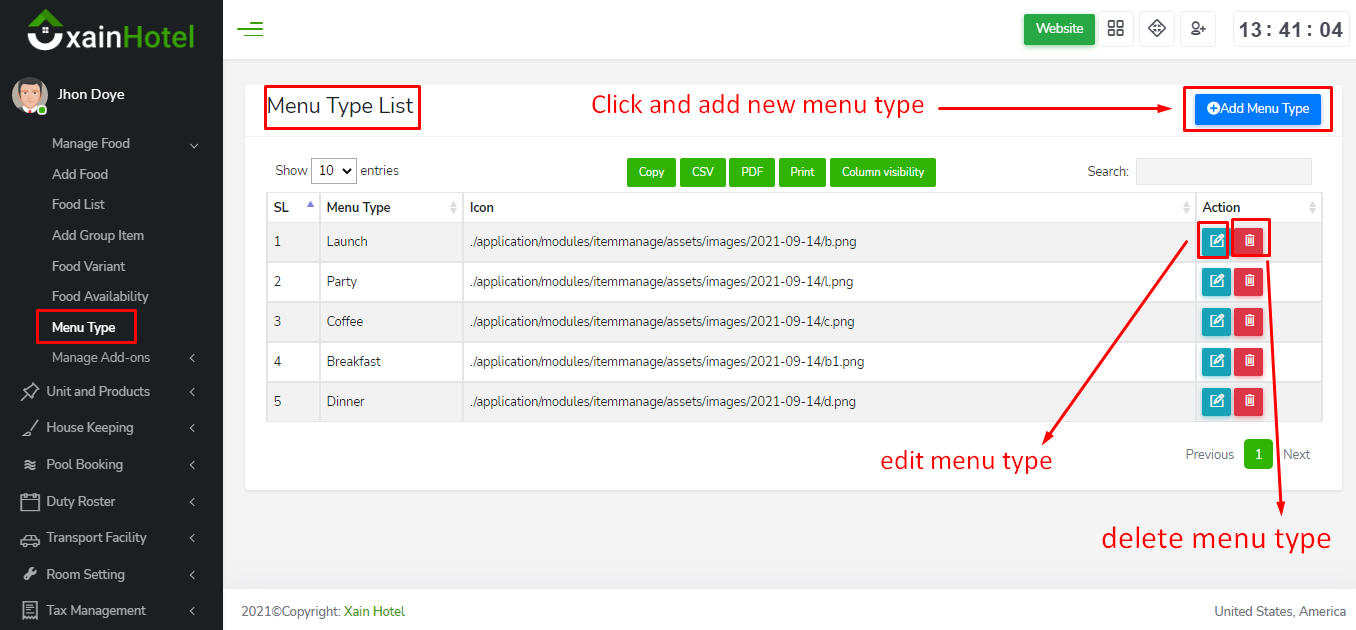 xainHotel
Website
13 : 41 : 04
Jhon Doye
Manage Food
Add Food
Food List
Add Group Item
Food Variant
Food Availability
Menu Type
Manage Add-ons
Unit and Products
House Keeping
Pool Booking
Duty Roster
Transport Facility
Room Setting
Tax Management
Menu Type List
Click and add new menu type
Add Menu Type
Show 10 entries
Copy CSV PDF Print Column visibility
Search:
SL Menu Type Icon Action
1 Launch ./application/modules/itemmanage/assets/images/2021-09-14/b.png
2 Party ./application/modules/itemmanage/assets/images/2021-09-14/l.png
3 Coffee ./application/modules/itemmanage/assets/images/2021-09-14/c.png
4 Breakfast ./application/modules/itemmanage/assets/images/2021-09-14/b1.png
5 Dinner ./application/modules/itemmanage/assets/images/2021-09-14/d.png
Previous 1 Next
edit menu type
delete menu type
2021©Copyright: Xain Hotel
United States, America